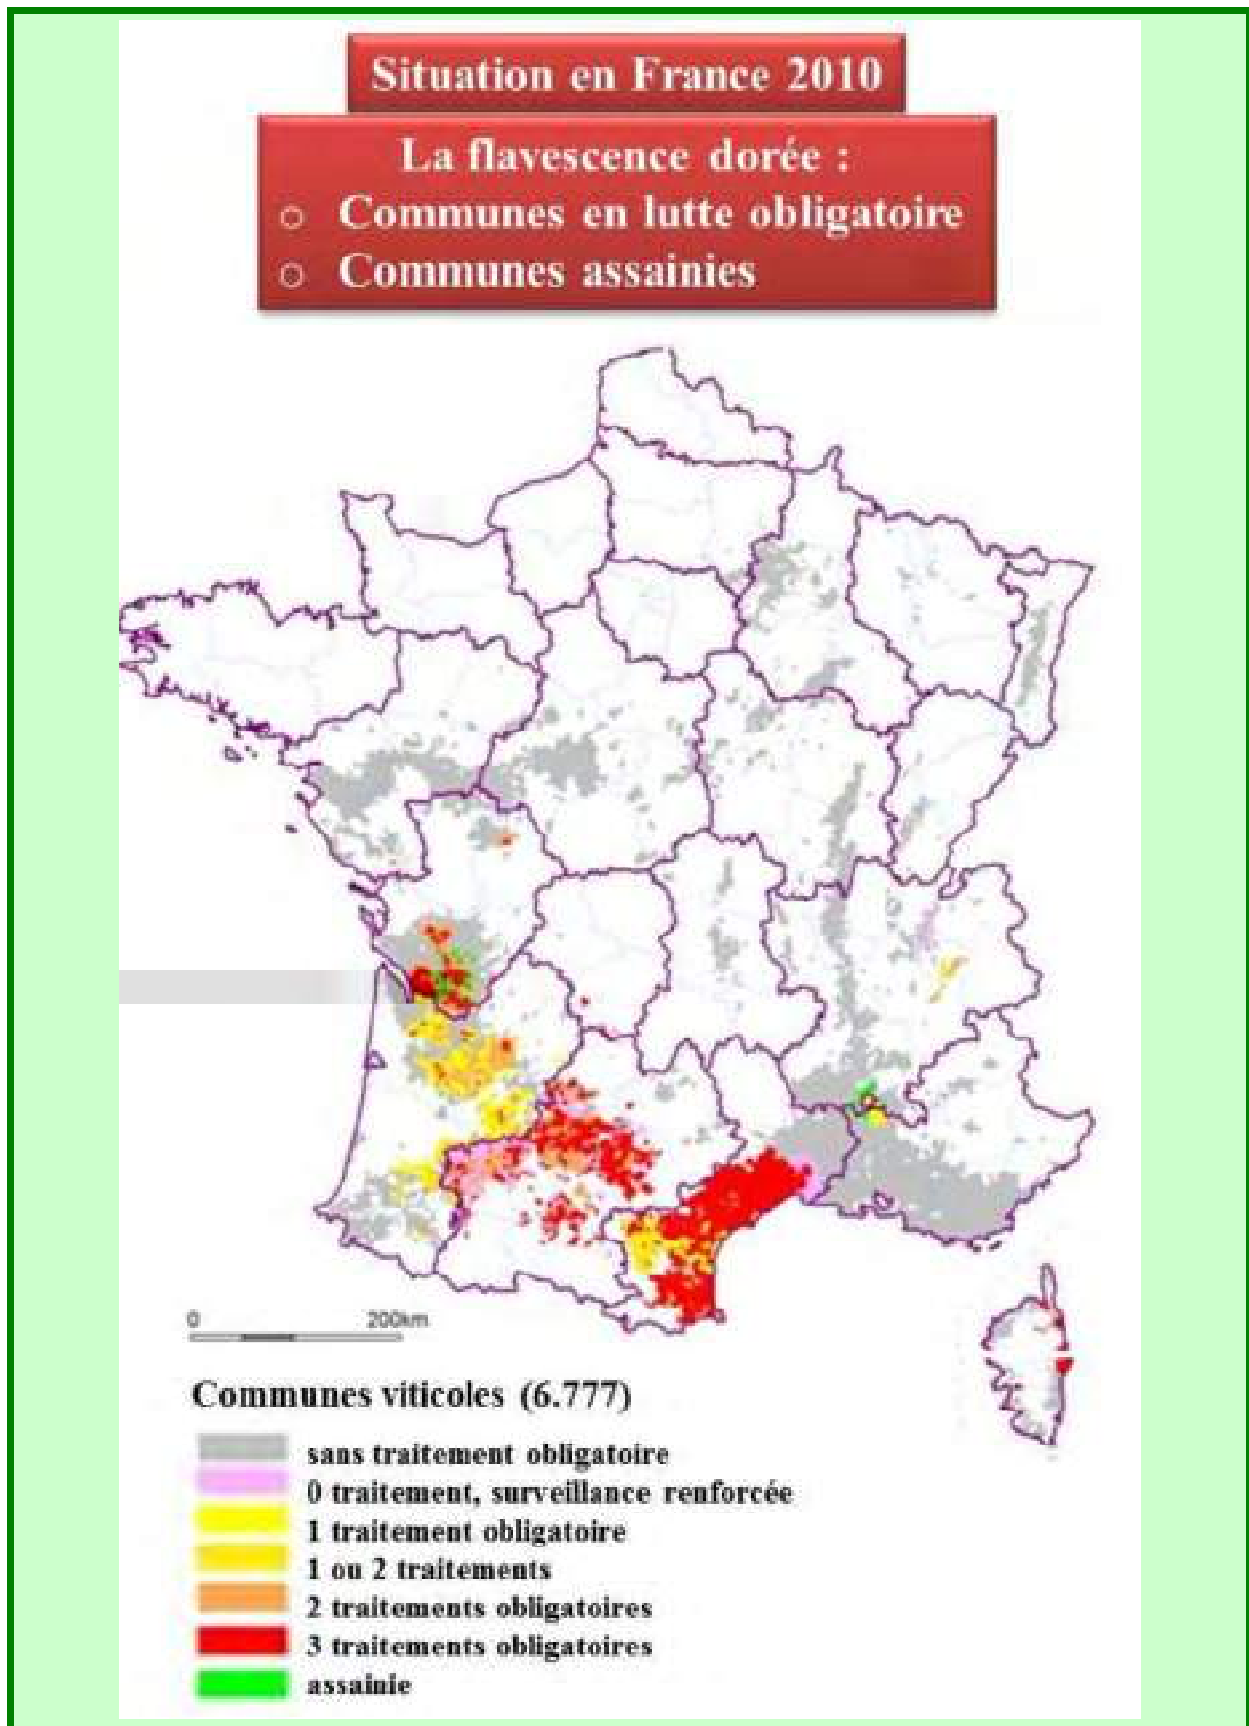 Situation en France 2010
La flavescence dorée :
o Communes en lutte obligatoire
o Communes assainies
0 200km
Communes viticoles (6.777)
sans traitement obligatoire
0 traitement, surveillance renforcée
1 traitement obligatoire
1 ou 2 traitements
2 traitements obligatoires
3 traitements obligatoires
assainie